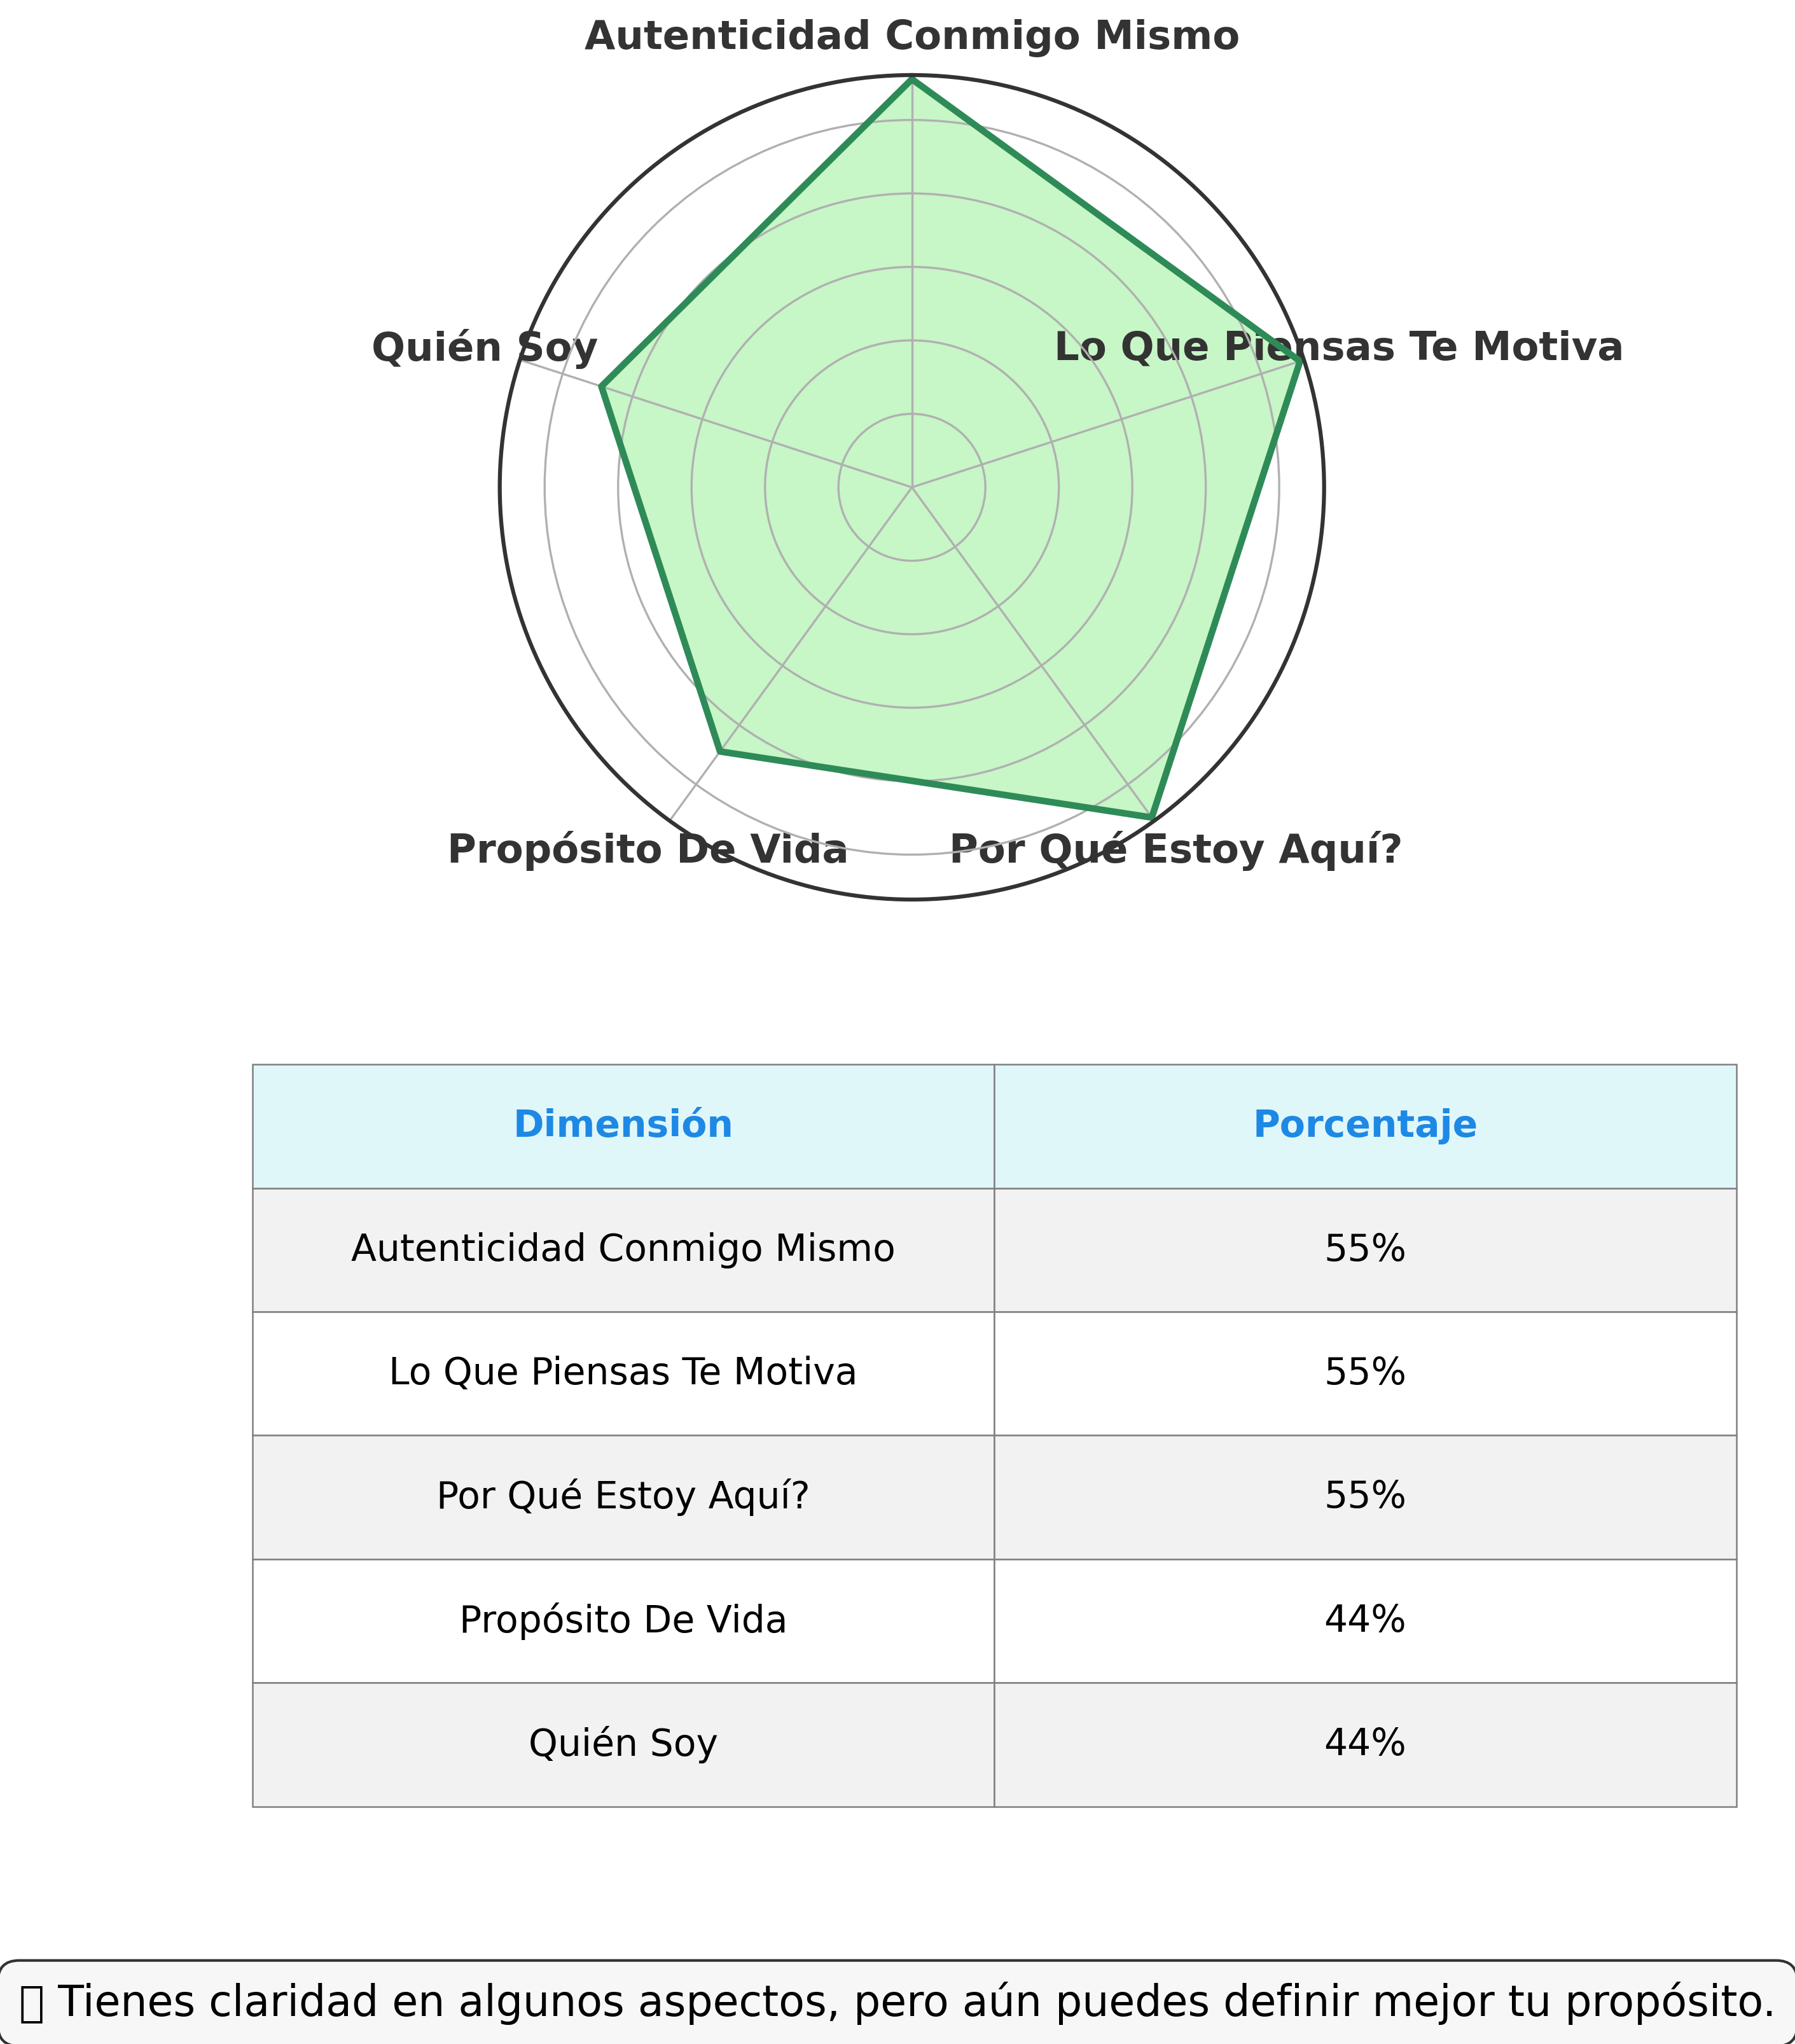 Autenticidad Conmigo Mismo
Quién Soy
Lo Que Piensas Te Motiva
Propósito De Vida
Por Qué Estoy Aquí?
Dimensión Porcentaje
Autenticidad Conmigo Mismo 55%
Lo Que Piensas Te Motiva 55%
Por Qué Estoy Aquí? 55%
Propósito De Vida 44%
Quién Soy 44%
Tienes claridad en algunos aspectos, pero aún puedes definir mejor tu propósito.